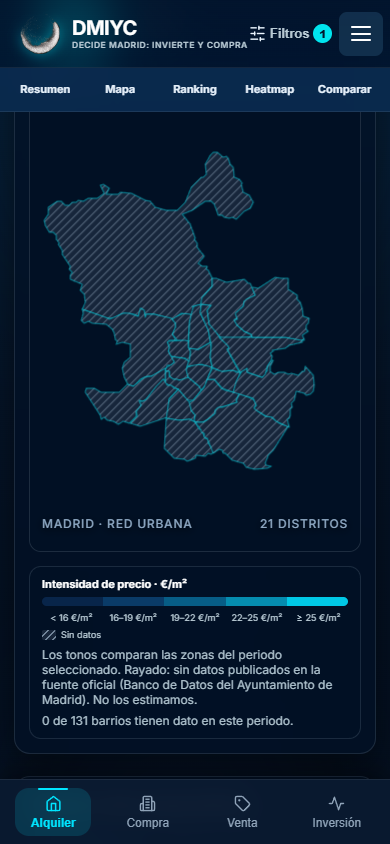 DMIYC
DECIDE MADRID: INVIERTE Y COMPRA
Filtros 1
Resumen Mapa Ranking Heatmap Comparar
MADRID · RED URBANA 21 DISTRITOS
Intensidad de precio · €/m²
< 16 €/m² 16–19 €/m² 19–22 €/m² 22–25 €/m² ≥ 25 €/m²
Sin datos
Los tonos comparan las zonas del periodo
seleccionado. Rayado: sin datos publicados en la
fuente oficial (Banco de Datos del Ayuntamiento de
Madrid). No los estimamos.
0 de 131 barrios tienen dato en este periodo.
Alquiler Compra Venta Inversión